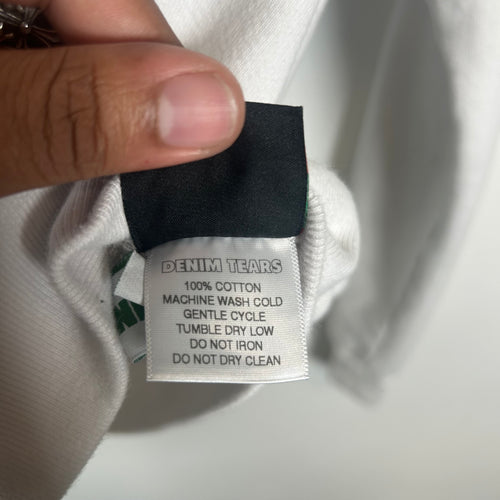 DENIM TEARS
100% COTTON
MACHINE WASH COLD
GENTLE CYCLE
TUMBLE DRY LOW
DO NOT IRON
DO NOT DRY CLEAN